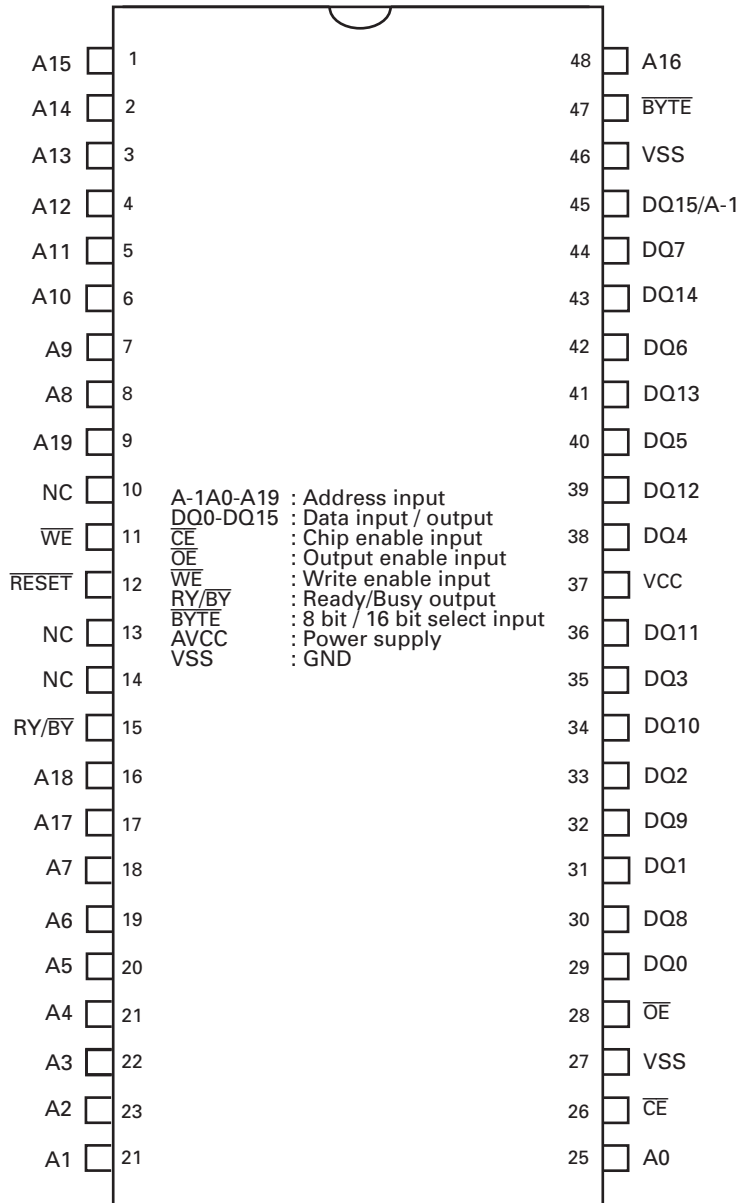 A15 1 48 A16
A14 2 47 BYTE
A13 3 46 VSS
A12 4 45 DQ15/A-1
A11 5 44 DQ7
A10 6 43 DQ14
A9 7 42 DQ6
A8 8 41 DQ13
A19 9 40 DQ5
NC 10 39 DQ12
WE 11 38 DQ4
RESET 12 37 VCC
NC 13 36 DQ11
NC 14 35 DQ3
RY/BY 15 34 DQ10
A18 16 33 DQ2
A17 17 32 DQ9
A7 18 31 DQ1
A6 19 30 DQ8
A5 20 29 DQ0
A4 21 28 OE
A3 22 27 VSS
A2 23 26 CE
A1 21 25 A0
A-1A0-A19 : Address input
DQ0-DQ15 : Data input / output
CE : Chip enable input
OE : Output enable input
WE : Write enable input
RY/BY : Ready/Busy output
BYTE : 8 bit / 16 bit select input
AVCC : Power supply
VSS : GND